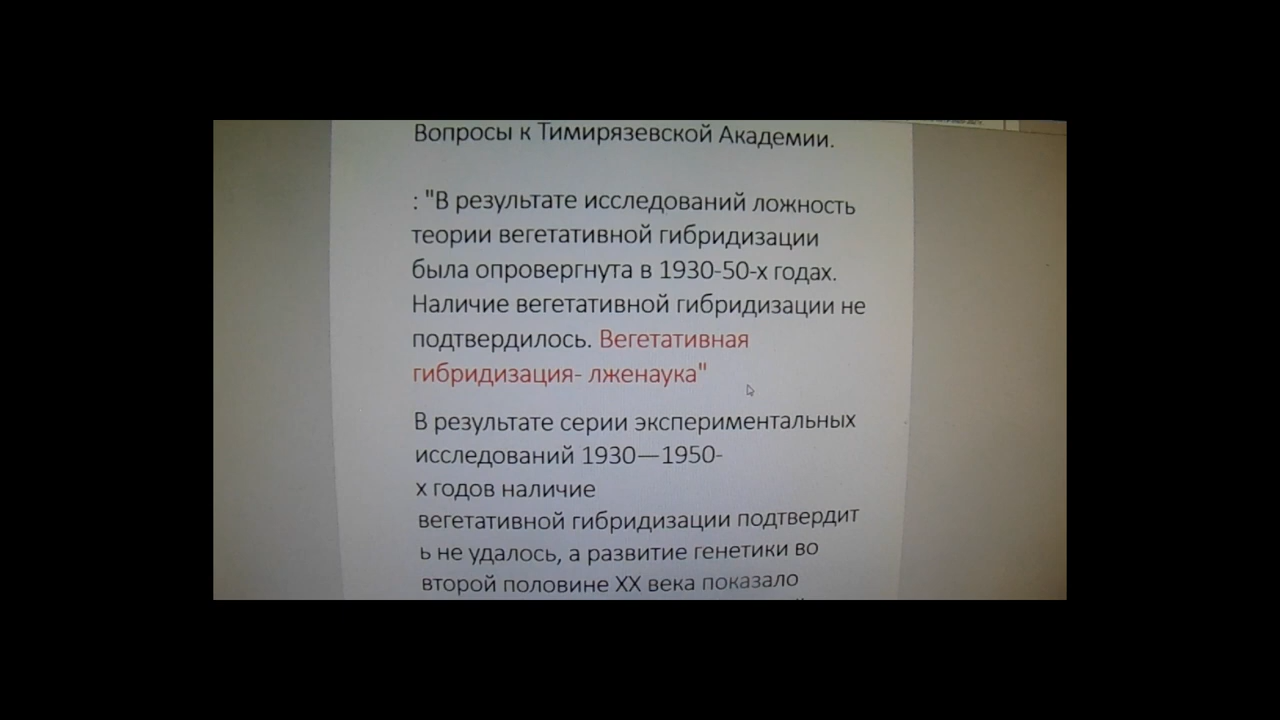 Вопросы к Тимирязевской Академии.
: "В результате исследований ложность
теории вегетативной гибридизации
была опровергнута в 1930-50-х годах.
Наличие вегетативной гибридизации не
подтвердилось. Вегетативная
гибридизация- лженаука"
В результате серии экспериментальных
исследований 1930—1950-
х годов наличие
вегетативной гибридизации подтвердит
ь не удалось, а развитие генетики во
второй половине XX века показало